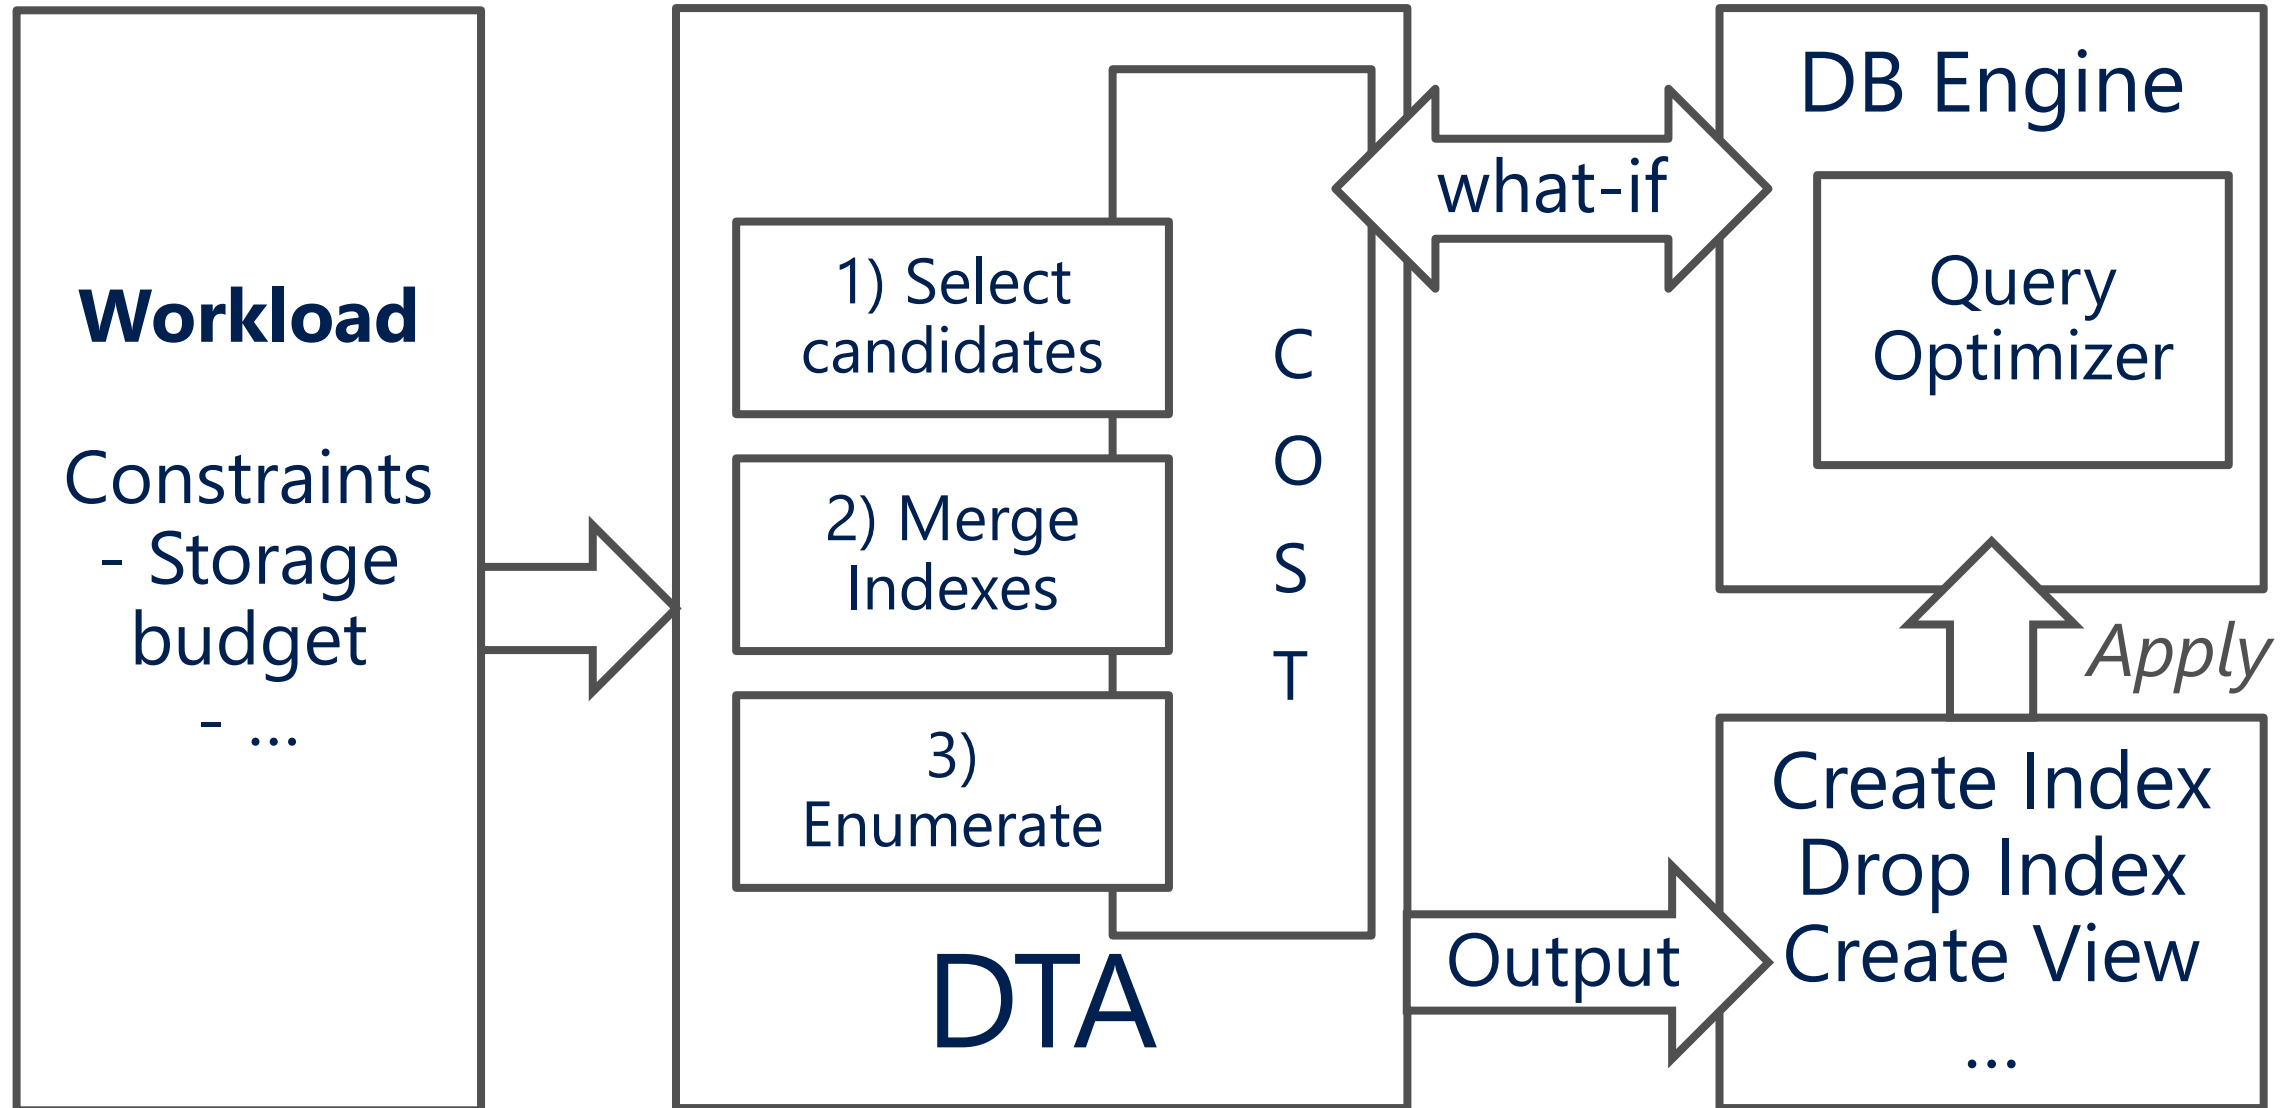 Workload
Constraints
- Storage
budget
- ...
1) Select
candidates
2) Merge
Indexes
3)
Enumerate
C
O
S
T
DTA
what-if
DB Engine
Query
Optimizer
Apply
Output
Create Index
Drop Index
Create View
...